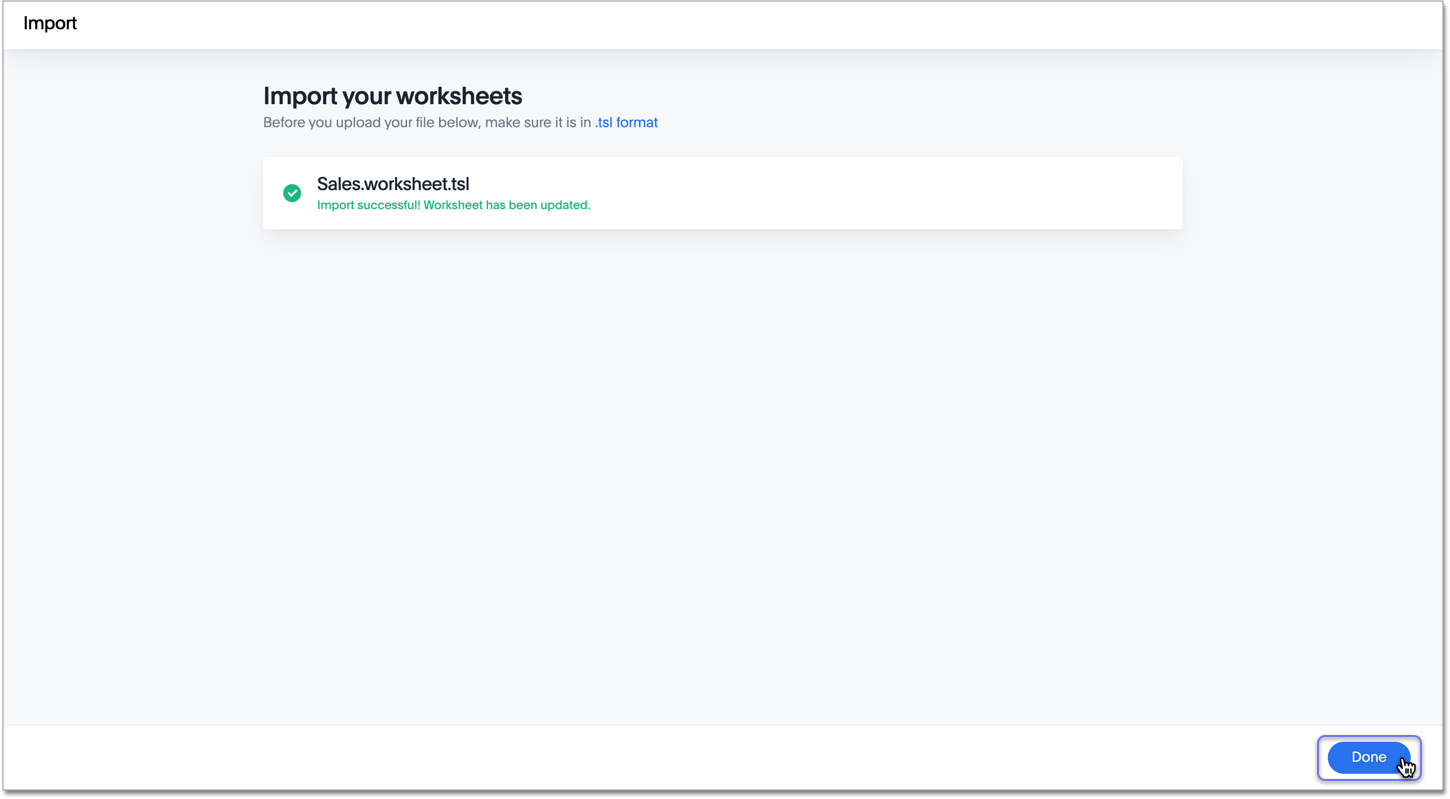 Import
Import your worksheets
Before you upload your file below, make sure it is in .tsl format
Sales.worksheet.tsl
Import successful! Worksheet has been updated.
Done